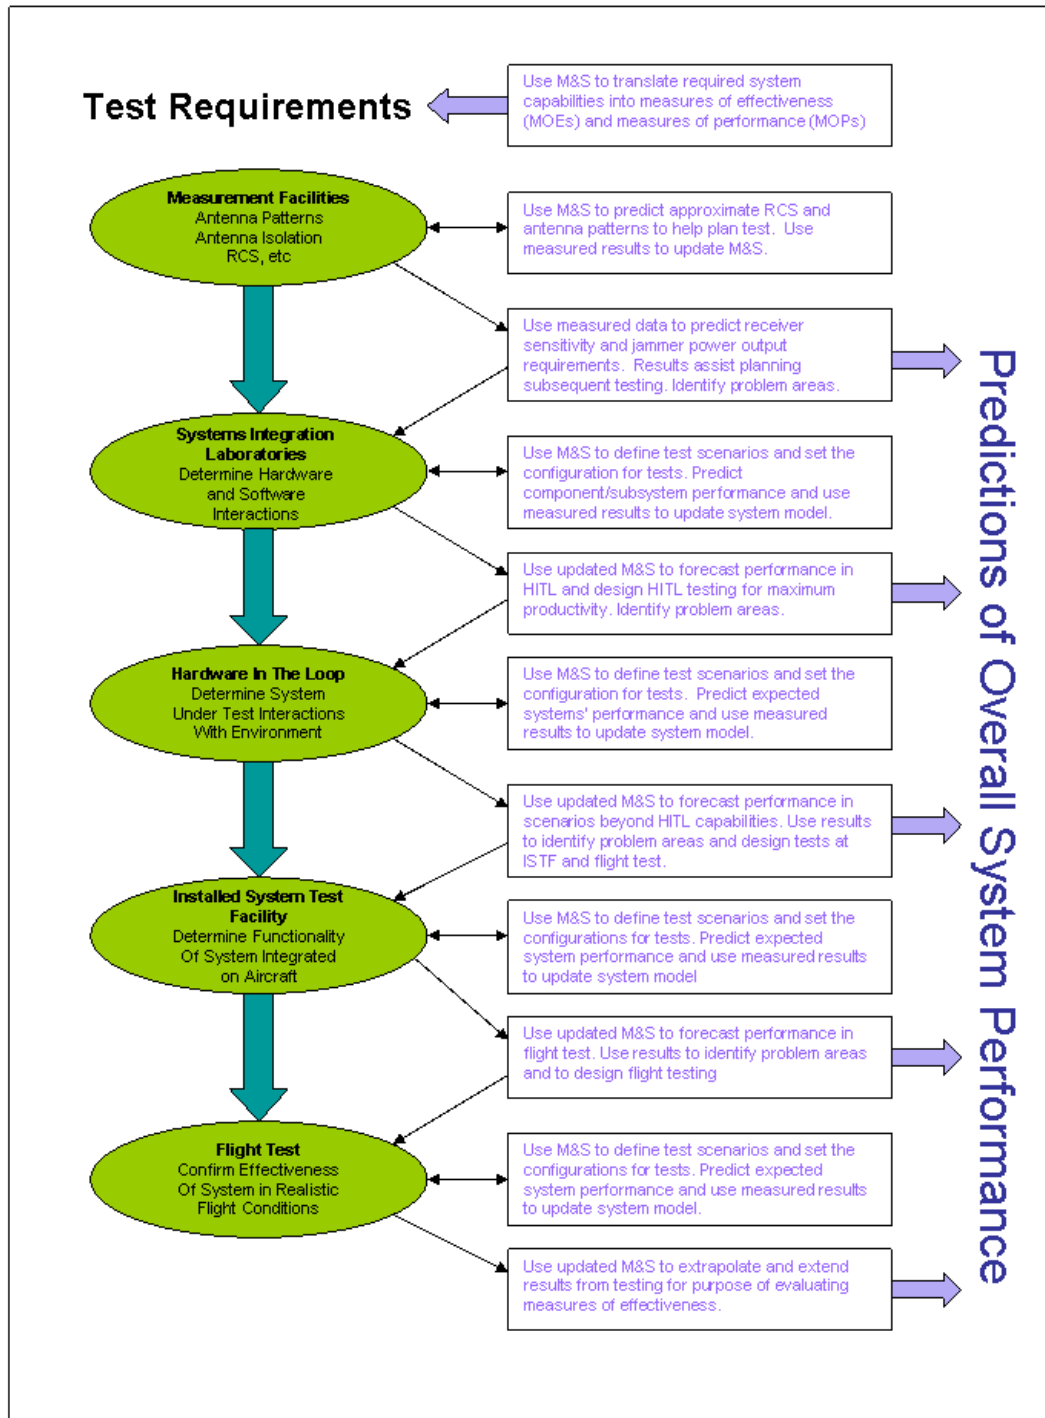 Test Requirements
Use M&S to translate required system
capabilities into measures of effectiveness
(MOEs) and measures of performance (MOPs)
Measurement Facilities
Antenna Patterns
Antenna Isolation
RCS, etc
Use M&S to predict approximate RCS and
antenna patterns to help plan test. Use
measured results to update M&S.
Use measured data to predict receiver
sensitivity and jammer power output
requirements. Results assist planning
subsequent testing. Identify problem areas.
Systems Integration
Laboratories
Determine Hardware
and Software
Interactions
Use M&S to define test scenarios and set the
configuration for tests. Predict
component/subsystem performance and use
measured results to update system model.
Use updated M&S to forecast performance in
HITL and design HITL testing for maximum
productivity. Identify problem areas.
Hardware In The Loop
Determine System
Under Test Interactions
With Environment
Use M&S to define test scenarios and set the
configuration for tests. Predict expected
systems' performance and use measured
results to update system model.
Use updated M&S to forecast performance in
scenarios beyond HITL capabilities. Use results
to identify problem areas and design tests at
ISTF and flight test.
Installed System Test
Facility
Determine Functionality
Of System Integrated
on Aircraft
Use M&S to define test scenarios and set the
configurations for tests. Predict expected
system performance and use measured results
to update system model
Use updated M&S to forecast performance in
flight test. Use results to identify problem areas
and to design flight testing
Flight Test
Confirm Effectiveness
Of System in Realistic
Flight Conditions
Use M&S to define test scenarios and set the
configurations for tests. Predict expected
system performance and use measured results
to update system model.
Use updated M&S to extrapolate and extend
results from testing for purpose of evaluating
measures of effectiveness.
Predictions of Overall System Performance